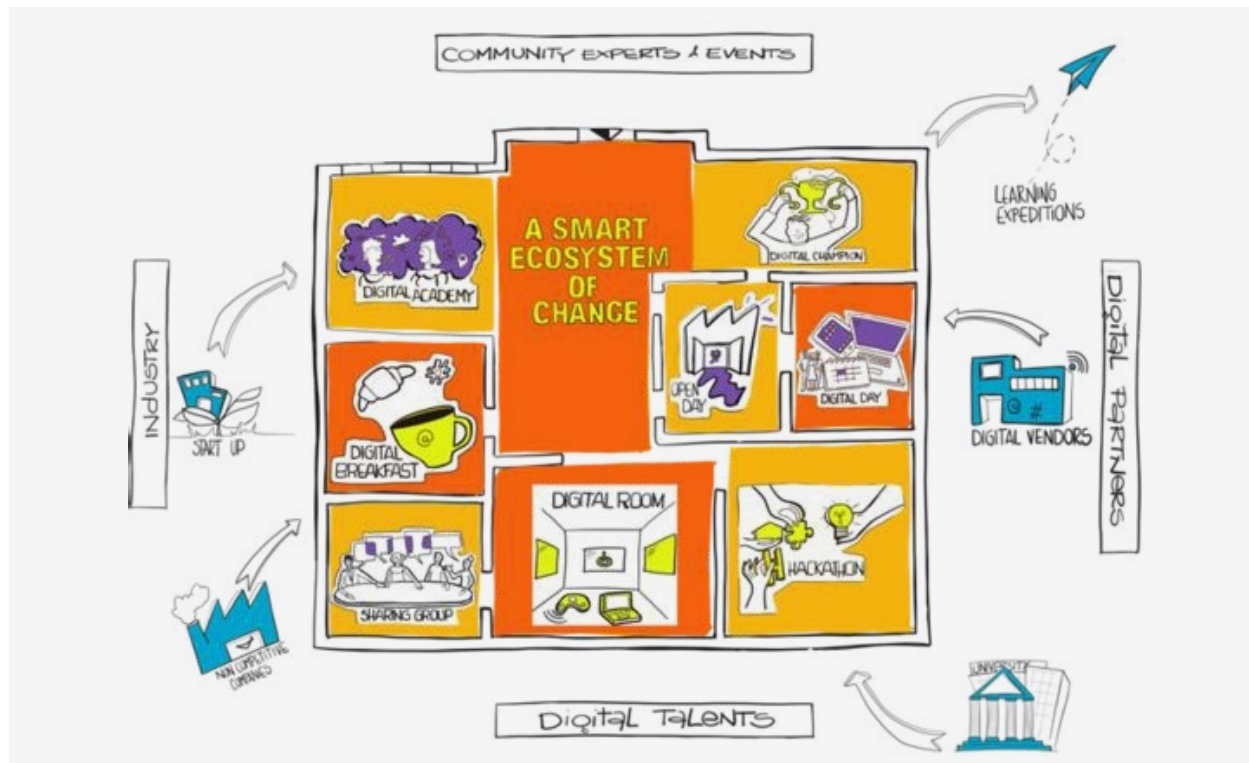 COMMUNITY EXPERTS & EVENTS
LEARNING
EXPEDITIONS
A SMART
ECOSYSTEM
OF
CHANGE
DIGITAL ACADEMY
DIGITAL CHAMPION
INDUSTRY
START UP
DIGITAL
BREAKFAST
#
@
OPEN
DAY
DIGITAL DAY
@ #
DIGITAL VENDORS
DIGITAL PARTNERS
DIGITAL ROOM
HACKATHON
SHARING GROUP
NON COMPETITIVE
COMPANIES
UNIVERSITY
DIGITAL TALENTS